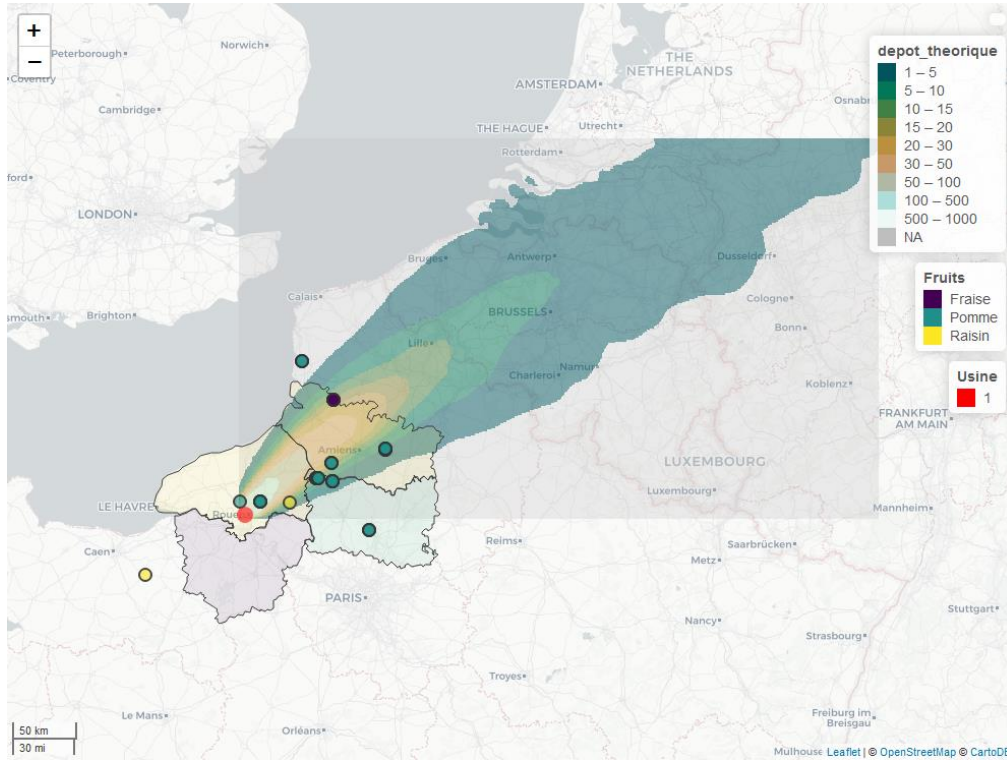 +
−
Peterborough
Coventry
Norwich
Cambridge
ford
LONDON
smouth
Brighton
AMSTERDAM
THE
NETHERLANDS
Osnabr
THE HAGUE
Utrecht
Rotterdam
Bruges
Antwerp
Dusseldorf
Calais
BRUSSELS
Cologne
Lille
Bonn
Namur
Charleroi
Koblenz
FRANKFURT
AM MAIN
Amiens
LUXEMBOURG
Luxembourg
LE HAVRE
Rouen
Mannheim
Caen
Reims
Saarbrücken
Metz
PARIS
Nancy
Stuttgart
Strasbourg
Troyes
Le Mans
Orléans
Freiburg im
Breisgau
Mulhouse
depot_theorique
1 – 5
5 – 10
10 – 15
15 – 20
20 – 30
30 – 50
50 – 100
100 – 500
500 – 1000
NA
Fruits
Fraise
Pomme
Raisin
Usine
1
50 km
30 mi
Leaflet | © OpenStreetMap © CartoDB